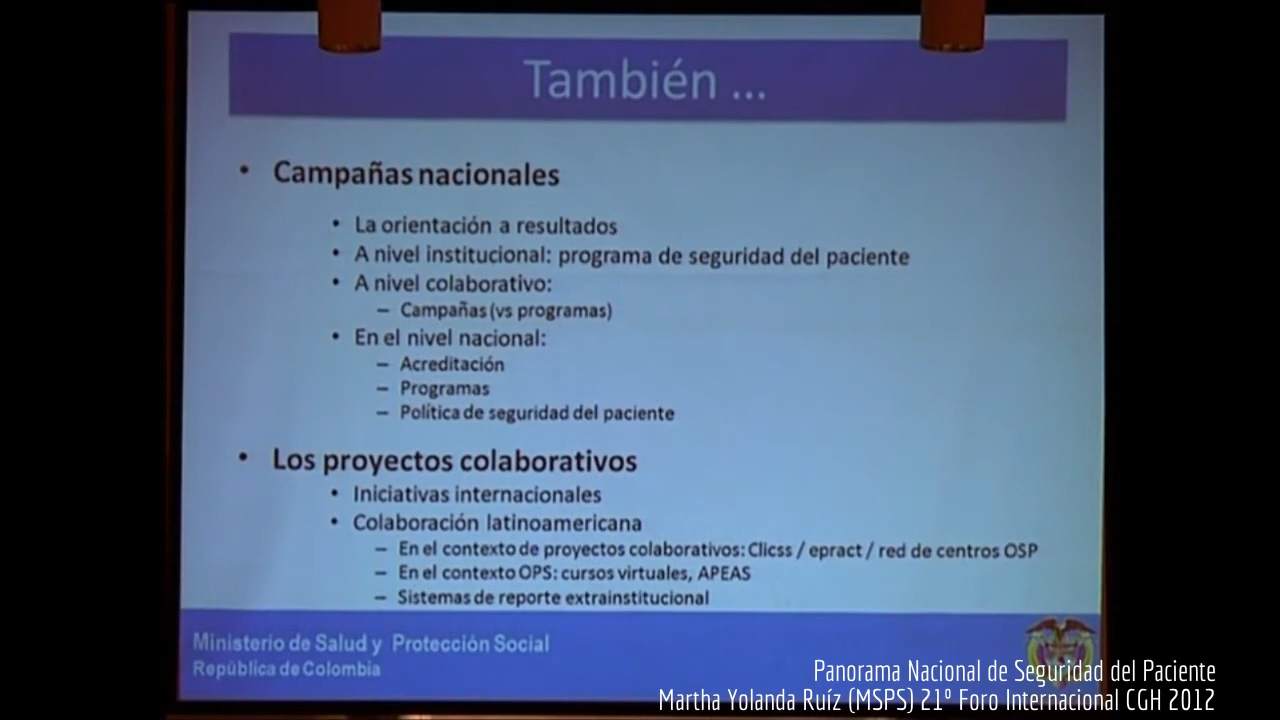 También ...
• Campañas nacionales
• La orientación a resultados
• A nivel institucional: programa de seguridad del paciente
• A nivel colaborativo:
– Campañas (vs programas)
• En el nivel nacional:
– Acreditación
– Programas
– Política de seguridad del paciente
• Los proyectos colaborativos
• Iniciativas internacionales
• Colaboración latinoamericana
– En el contexto de proyectos colaborativos: Clicss / epract / red de centros OSP
– En el contexto OPS: cursos virtuales, APEAS
– Sistemas de reporte extrainstitucional
Ministerio de Salud y Protección Social
República de Colombia
Panorama Nacional de Seguridad del Paciente
Martha Yolanda Ruíz (MSPS) 21º Foro Internacional CGH 2012